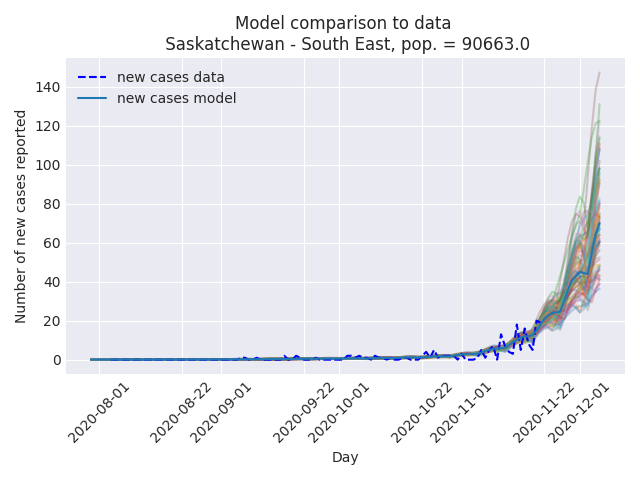 Model comparison to data
Saskatchewan - South East, pop. = 90663.0
new cases data
new cases model
Number of new cases reported
140
120
100
80
60
40
20
0
2020-08-01
2020-08-22
2020-09-01
2020-09-22
2020-10-01
2020-10-22
2020-11-01
2020-11-22
2020-12-01
Day